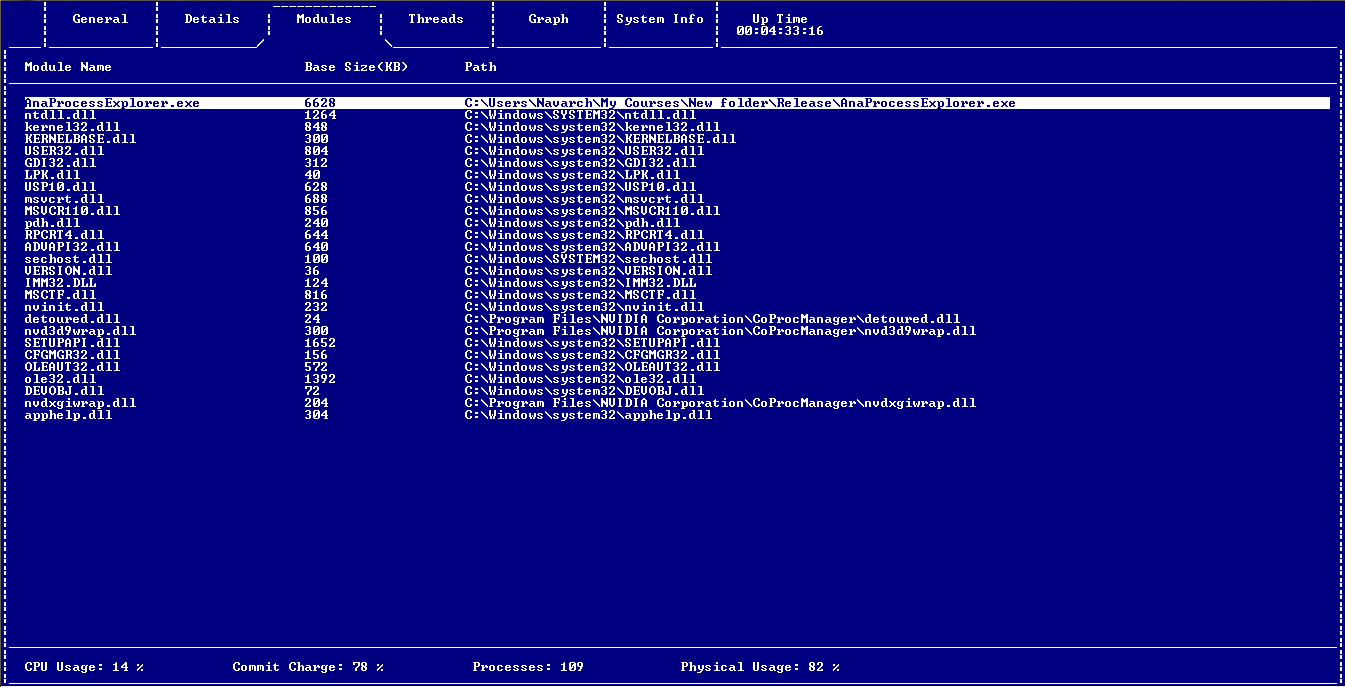 General Details Modules Threads Graph System Info Up Time
00:04:33:16
Module Name Base Size(KB) Path
AnaProcessExplorer.exe 6628 C:\Users\Navarch\My Courses\New folder\Release\AnaProcessExplorer.exe
ntdll.dll 1264 C:\Windows\SYSTEM32\ntdll.dll
kernel32.dll 848 C:\Windows\system32\kernel32.dll
KERNELBASE.dll 300 C:\Windows\system32\KERNELBASE.dll
USER32.dll 804 C:\Windows\system32\USER32.dll
GDI32.dll 312 C:\Windows\system32\GDI32.dll
LPK.dll 40 C:\Windows\system32\LPK.dll
USP10.dll 628 C:\Windows\system32\USP10.dll
msvcrt.dll 688 C:\Windows\system32\msvcrt.dll
MSVCR110.dll 856 C:\Windows\system32\MSVCR110.dll
pdh.dll 240 C:\Windows\system32\pdh.dll
RPCRT4.dll 644 C:\Windows\system32\RPCRT4.dll
ADVAPI32.dll 640 C:\Windows\system32\ADVAPI32.dll
sechost.dll 100 C:\Windows\SYSTEM32\sechost.dll
VERSION.dll 36 C:\Windows\system32\VERSION.dll
IMM32.DLL 124 C:\Windows\system32\IMM32.DLL
MSCTF.dll 816 C:\Windows\system32\MSCTF.dll
nvinit.dll 232 C:\Windows\system32\nvinit.dll
detoured.dll 24 C:\Program Files\NVIDIA Corporation\CoProcManager\detoured.dll
nvd3d9wrap.dll 300 C:\Program Files\NVIDIA Corporation\CoProcManager\nvd3d9wrap.dll
SETUPAPI.dll 1652 C:\Windows\system32\SETUPAPI.dll
CFGMGR32.dll 156 C:\Windows\system32\CFGMGR32.dll
OLEAUT32.dll 572 C:\Windows\system32\OLEAUT32.dll
ole32.dll 1392 C:\Windows\system32\ole32.dll
DEVOBJ.dll 72 C:\Windows\system32\DEVOBJ.dll
nvdxgiwrap.dll 204 C:\Program Files\NVIDIA Corporation\CoProcManager\nvdxgiwrap.dll
apphelp.dll 304 C:\Windows\system32\apphelp.dll
CPU Usage: 14 % Commit Charge: 78 % Processes: 109 Physical Usage: 82 %